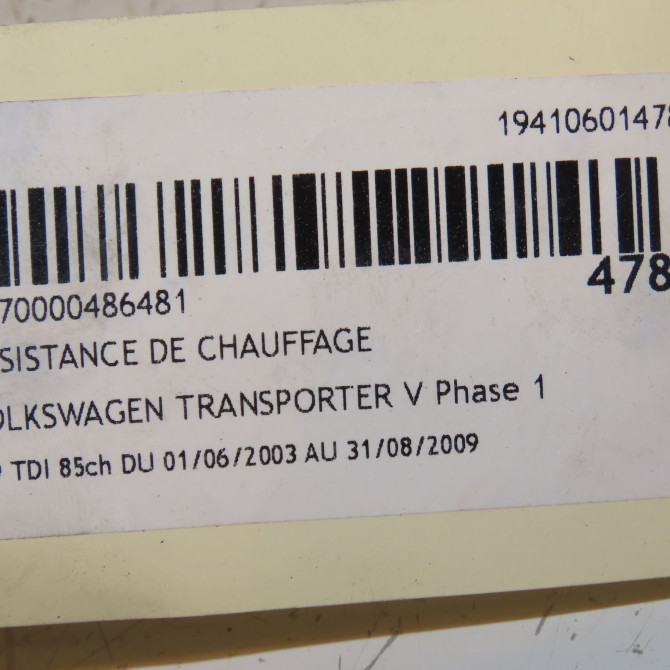 19410601478
478
70000486481
SISTANCE DE CHAUFFAGE
OLKSWAGEN TRANSPORTER V Phase 1
TDI 85ch DU 01/06/2003 AU 31/08/2009